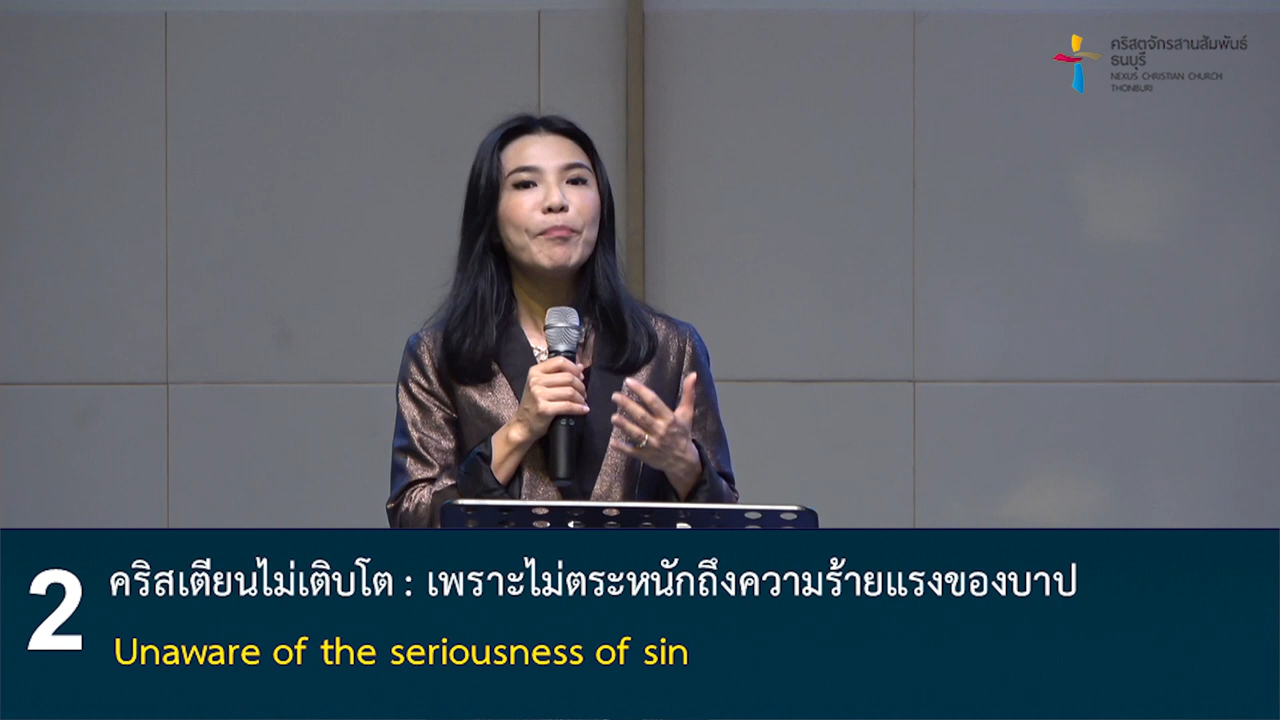 คริสตจักรสานสัมพันธ์
ธนบุรี
NEXUS CHRISTIAN CHURCH
THONBURI
2
คริสเตียนไม่เติบโต : เพราะไม่ตระหนักถึงความร้ายแรงของบาป
Unaware of the seriousness of sin